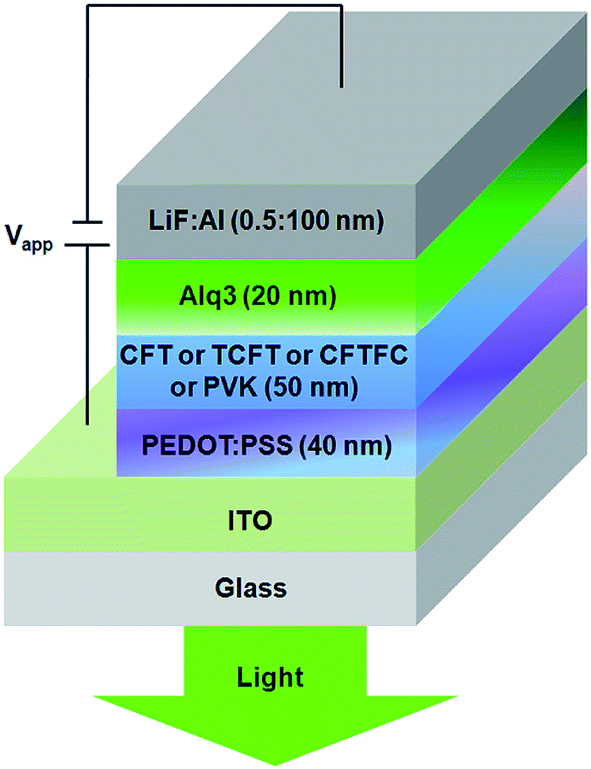 LiF:Al (0.5:100 nm)
Vapp
Alq3 (20 nm)
CFT or TCFT or CFTFC
or PVK (50 nm)
PEDOT:PSS (40 nm)
ITO
Glass
Light